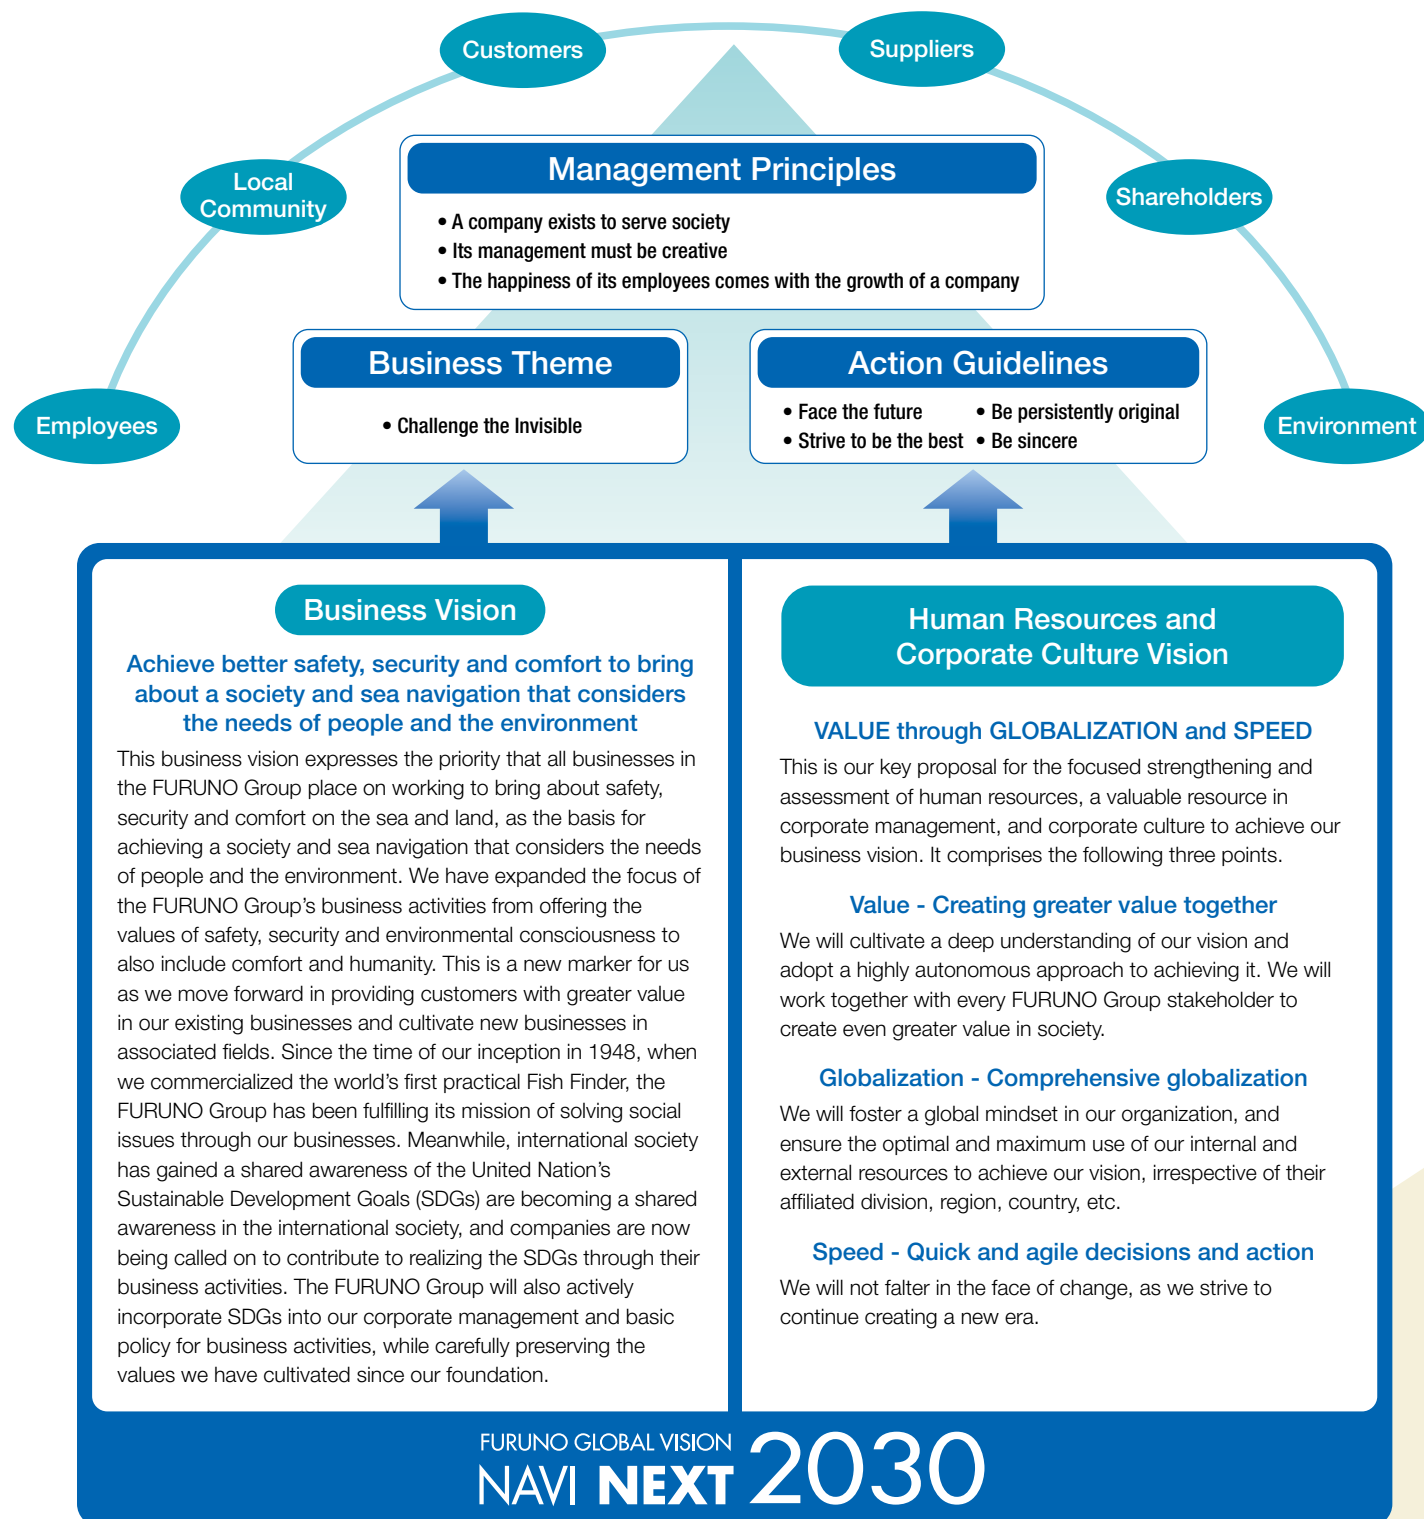 Customers
Suppliers
Local
Community
Shareholders
Employees
Environment
Management Principles
• A company exists to serve society
• Its management must be creative
• The happiness of its employees comes with the growth of a company
Business Theme
• Challenge the Invisible
Action Guidelines
• Face the future • Be persistently original
• Strive to be the best • Be sincere
Business Vision
Achieve better safety, security and comfort to bring
about a society and sea navigation that considers
the needs of people and the environment
This business vision expresses the priority that all businesses in
the FURUNO Group place on working to bring about safety,
security and comfort on the sea and land, as the basis for
achieving a society and sea navigation that considers the needs
of people and the environment. We have expanded the focus of
the FURUNO Group’s business activities from offering the
values of safety, security and environmental consciousness to
also include comfort and humanity. This is a new marker for us
as we move forward in providing customers with greater value
in our existing businesses and cultivate new businesses in
associated fields. Since the time of our inception in 1948, when
we commercialized the world’s first practical Fish Finder, the
FURUNO Group has been fulfilling its mission of solving social
issues through our businesses. Meanwhile, international society
has gained a shared awareness of the United Nation’s
Sustainable Development Goals (SDGs) are becoming a shared
awareness in the international society, and companies are now
being called on to contribute to realizing the SDGs through their
business activities. The FURUNO Group will also actively
incorporate SDGs into our corporate management and basic
policy for business activities, while carefully preserving the
values we have cultivated since our foundation.
Human Resources and
Corporate Culture Vision
VALUE through GLOBALIZATION and SPEED
This is our key proposal for the focused strengthening and
assessment of human resources, a valuable resource in
corporate management, and corporate culture to achieve our
business vision. It comprises the following three points.
Value - Creating greater value together
We will cultivate a deep understanding of our vision and
adopt a highly autonomous approach to achieving it. We will
work together with every FURUNO Group stakeholder to
create even greater value in society.
Globalization - Comprehensive globalization
We will foster a global mindset in our organization, and
ensure the optimal and maximum use of our internal and
external resources to achieve our vision, irrespective of their
affiliated division, region, country, etc.
Speed - Quick and agile decisions and action
We will not falter in the face of change, as we strive to
continue creating a new era.
FURUNO GLOBAL VISION
NAVI NEXT 2030